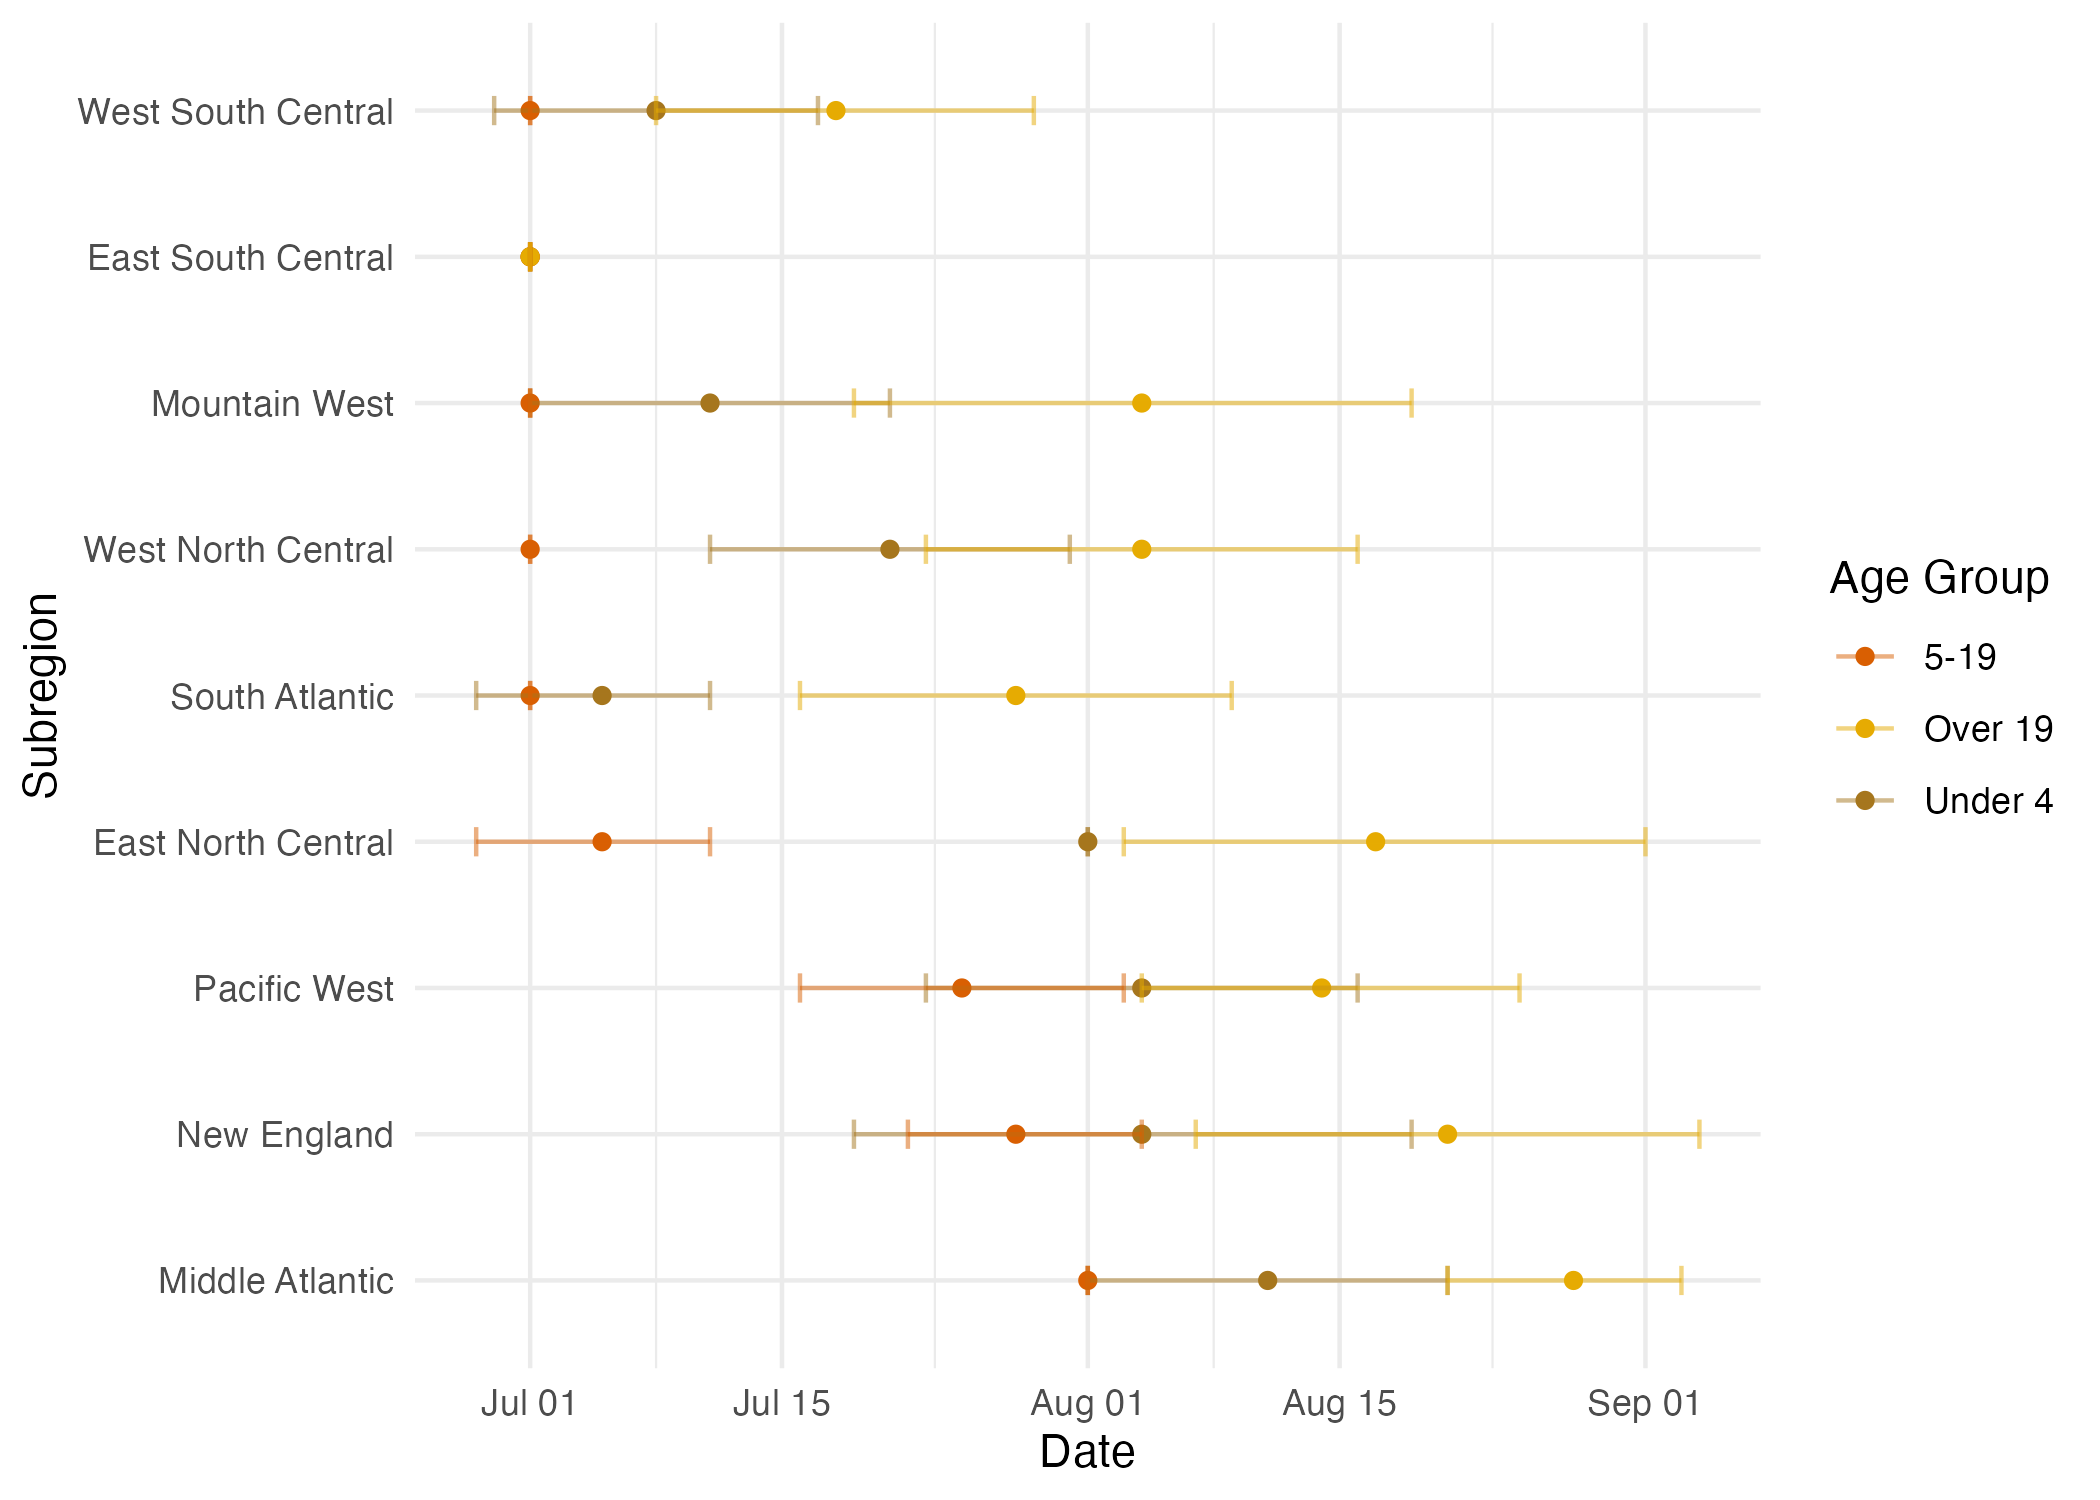 West South Central
East South Central
Mountain West
West North Central
South Atlantic
East North Central
Pacific West
New England
Middle Atlantic
Subregion
Jul 01
Jul 15
Aug 01
Aug 15
Sep 01
Date
Age Group
5-19
Over 19
Under 4